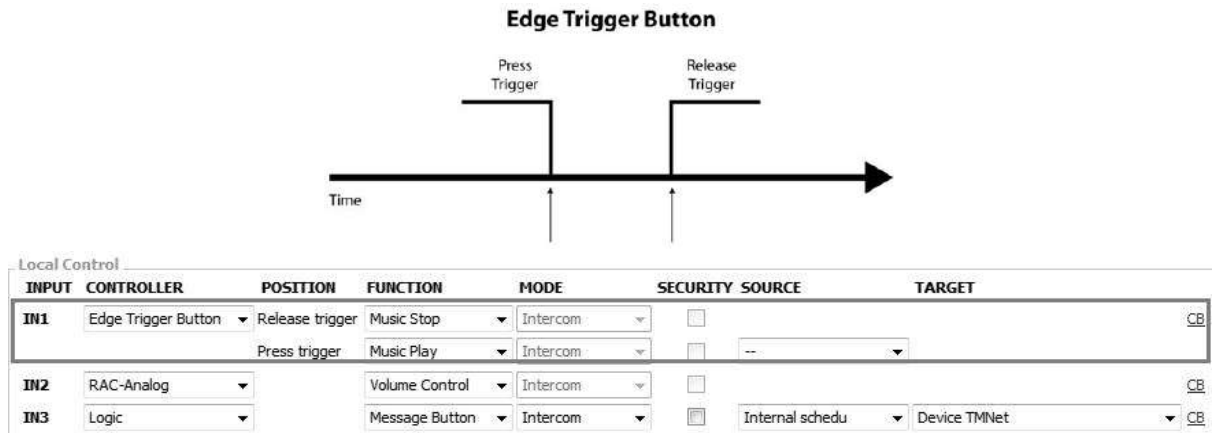 Edge Trigger Button
Press Trigger
Release Trigger
Time
Local Control
INPUT CONTROLLER POSITION FUNCTION MODE SECURITY SOURCE TARGET
IN1 Edge Trigger Button Release trigger Music Stop Intercom CB
Press trigger Music Play Intercom --
IN2 RAC-Analog Volume Control Intercom CB
IN3 Logic Message Button Intercom Internal schedu Device TMNet CB